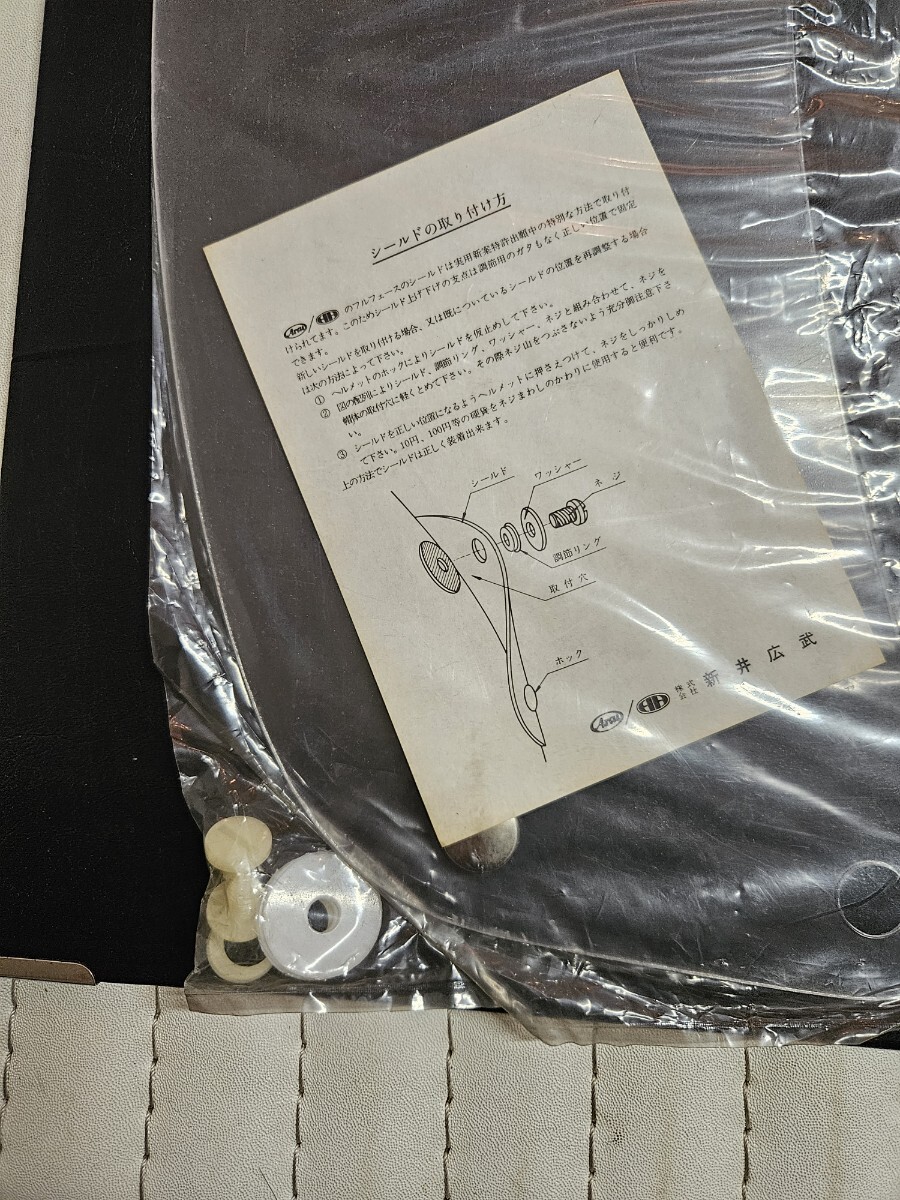 シールドの取り付け方
Arai/HA のフルフェースのシールドは実用新案特許出願中の特別な方法で取り付
けられてます。このためシールド上げ下げの支点は調節用のガタもなく正しい位置で固定
できます。
新しいシールドを取り付ける場合、又は既についているシールドの位置を再調整する場合
は次の方法によって下さい。
① ヘルメットのホックによりシールドを仮止めして下さい。
② 図の配列によりシールド、調節リング、ワッシャー、ネジと組み合わせて、ネジを
帽体の取付穴に軽くとめて下さい。その際ネジ山をつぶさないよう充分御注意下さ
い。
③ シールドを正しい位置になるようヘルメットに押さえつけて、ネジをしっかりしめ
て下さい。10円、100円等の硬貨をネジまわしのかわりに使用すると便利です。
上の方法でシールドは正しく装着出来ます。
シールド
ワッシャー
ネジ
調節リング
取付穴
ホック
Arai/HA 株式会社 新井広武